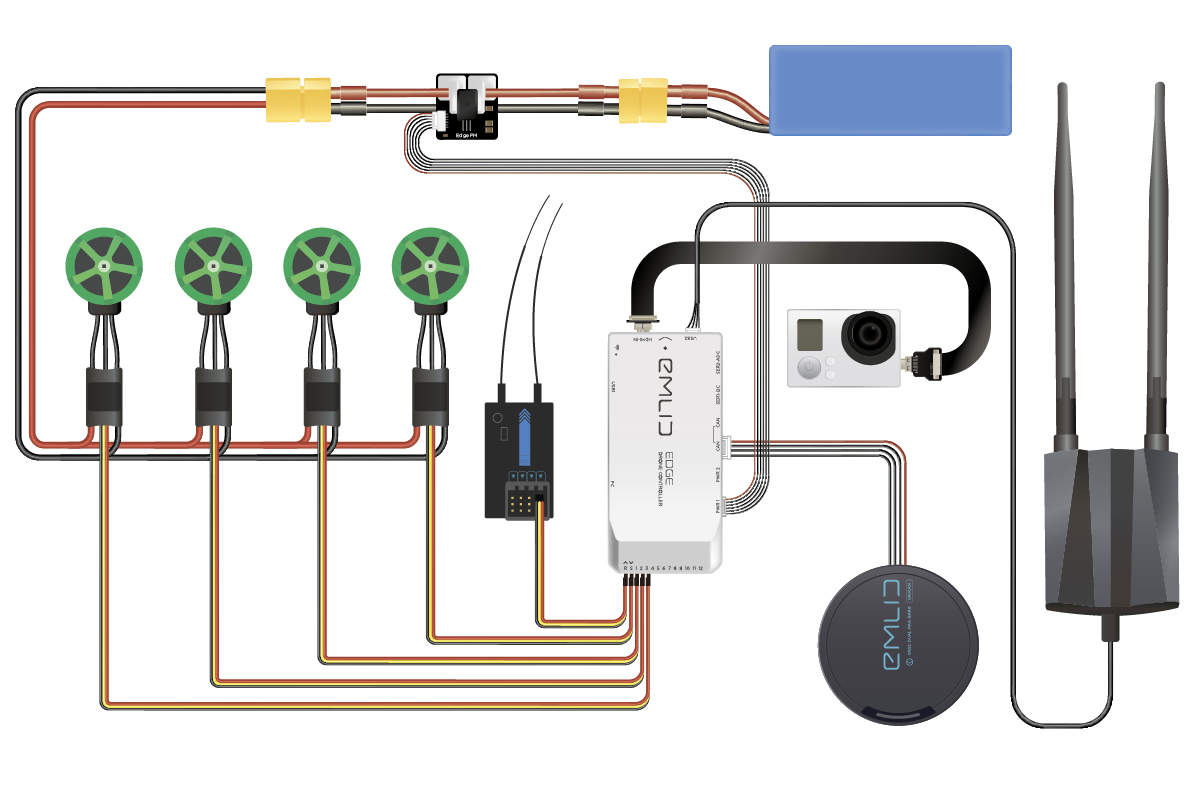 Edge PM
HDMI-IN
USB2
USB1
PC
SER2-ADC
SER1-I2C
CAN
CAN
PWR 2
PWR 1
EMLID
EDGE
DRONE CONTROLLER
R S 1 2 3 4 5 6 7 8 9 10 11 12
EMLID